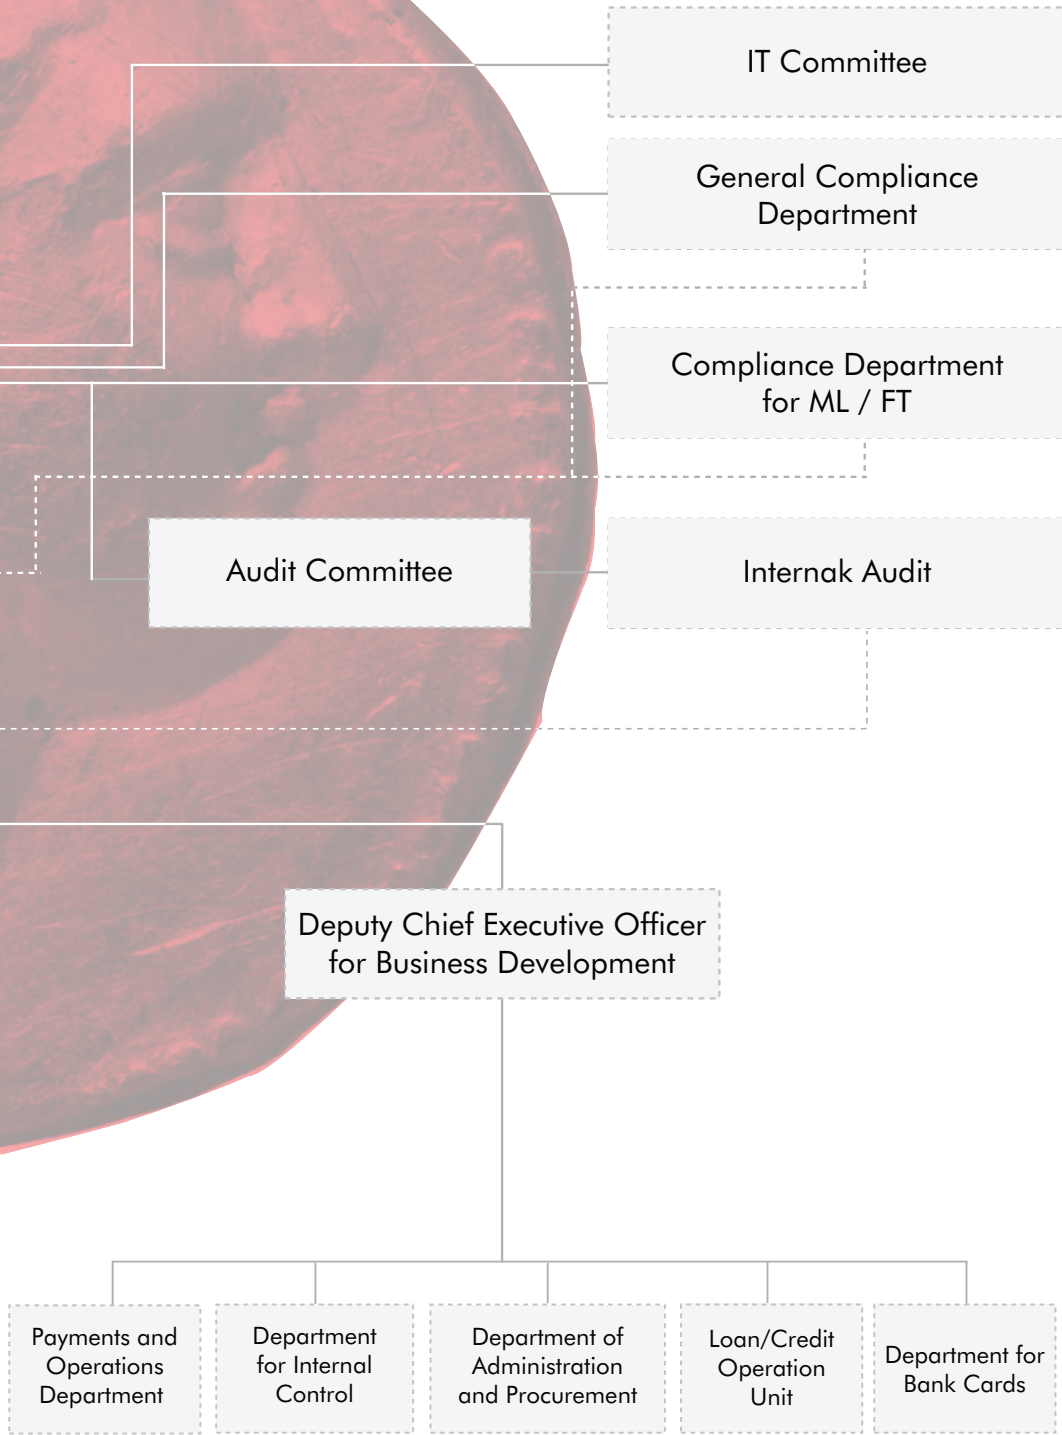 IT Committee
General Compliance
Department
Compliance Department
for ML / FT
Audit Committee
Internak Audit
Deputy Chief Executive Officer
for Business Development
Payments and
Operations
Department
Department
for Internal
Control
Department of
Administration
and Procurement
Loan/Credit
Operation
Unit
Department for
Bank Cards